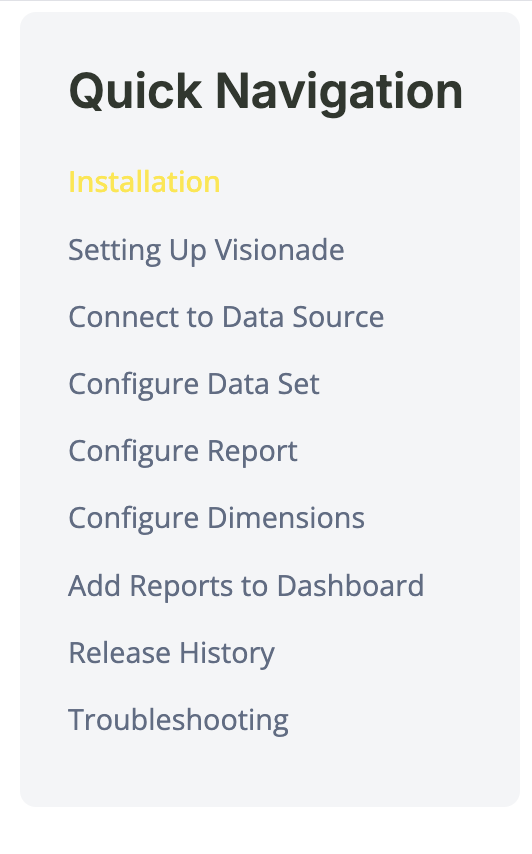 Quick Navigation
Installation
Setting Up Visionade
Connect to Data Source
Configure Data Set
Configure Report
Configure Dimensions
Add Reports to Dashboard
Release History
Troubleshooting